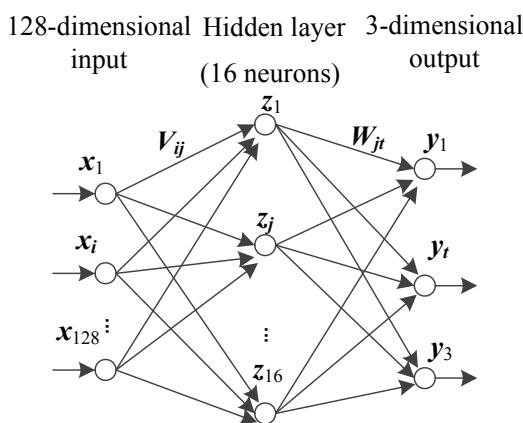 128-dimensional input
Hidden layer (16 neurons)
3-dimensional output
z1
Vij
Wjt
x1
y1
zj
xi
yt
x128
⋮
⋮
z16
y3